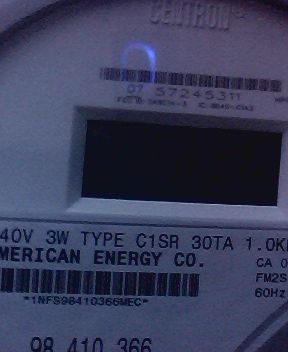 CENTRON
07 57245311
40V 3W TYPE C1SR 30TA 1.0K
MERICAN ENERGY CO.
CA 0
FM2S
*1NFS98410366MEC*
60Hz
98 410 366